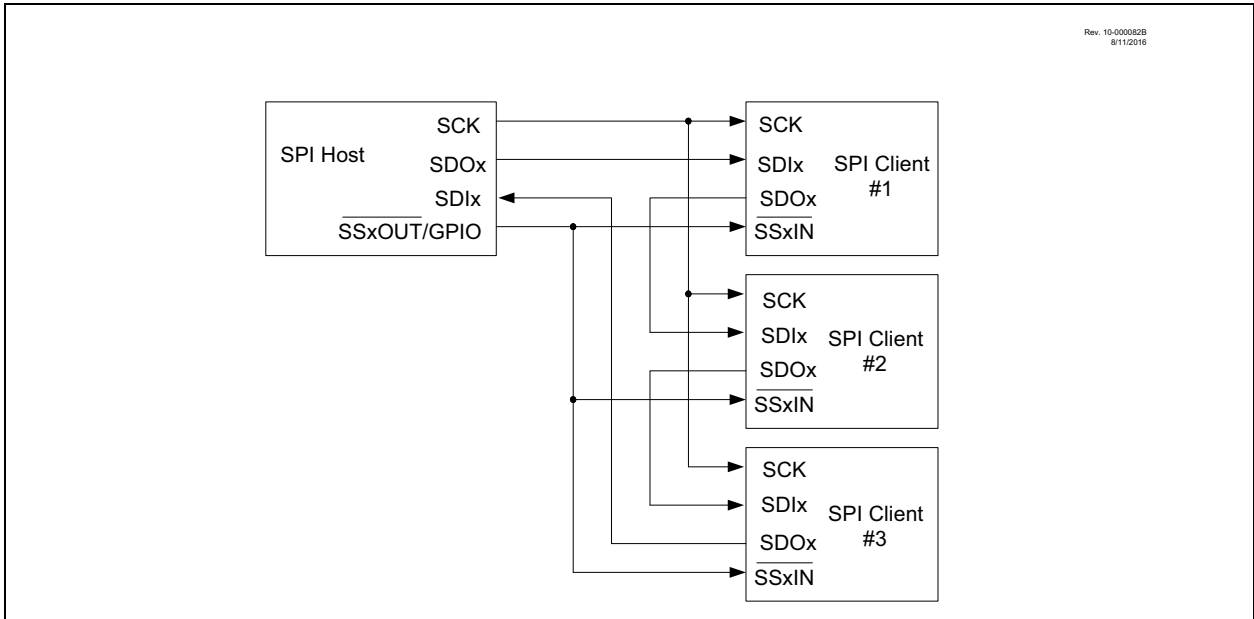 Rev. 10-000082B
8/11/2016
SPI Host
SCK
SDOx
SDIx
SSxOUT/GPIO
SCK
SDIx
SDOx
SSxIN
SPI Client
#1
SCK
SDIx
SDOx
SSxIN
SPI Client
#2
SCK
SDIx
SDOx
SSxIN
SPI Client
#3